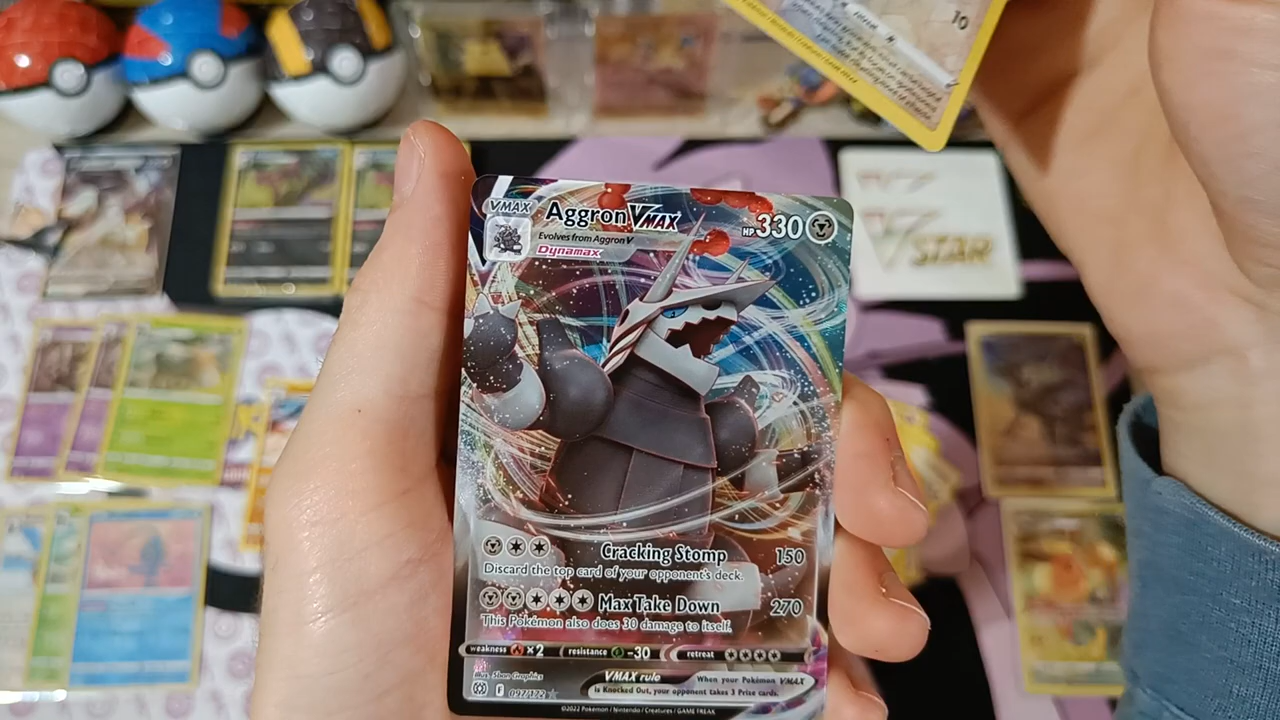 10
VMAX
Aggron VMAX
HP 330
Evolves from Aggron V
Dynamax
V STAR
Cracking Stomp 150
Discard the top card of your opponent's deck.
Max Take Down 270
This Pokémon also does 30 damage to itself.
weakness ×2 resistance -30 retreat
Illus. 5ban Graphics
VMAX rule
When your Pokémon VMAX
is Knocked Out, your opponent takes 3 Prize cards.
F 097/172
©2022 Pokémon / Nintendo / Creatures / GAME FREAK